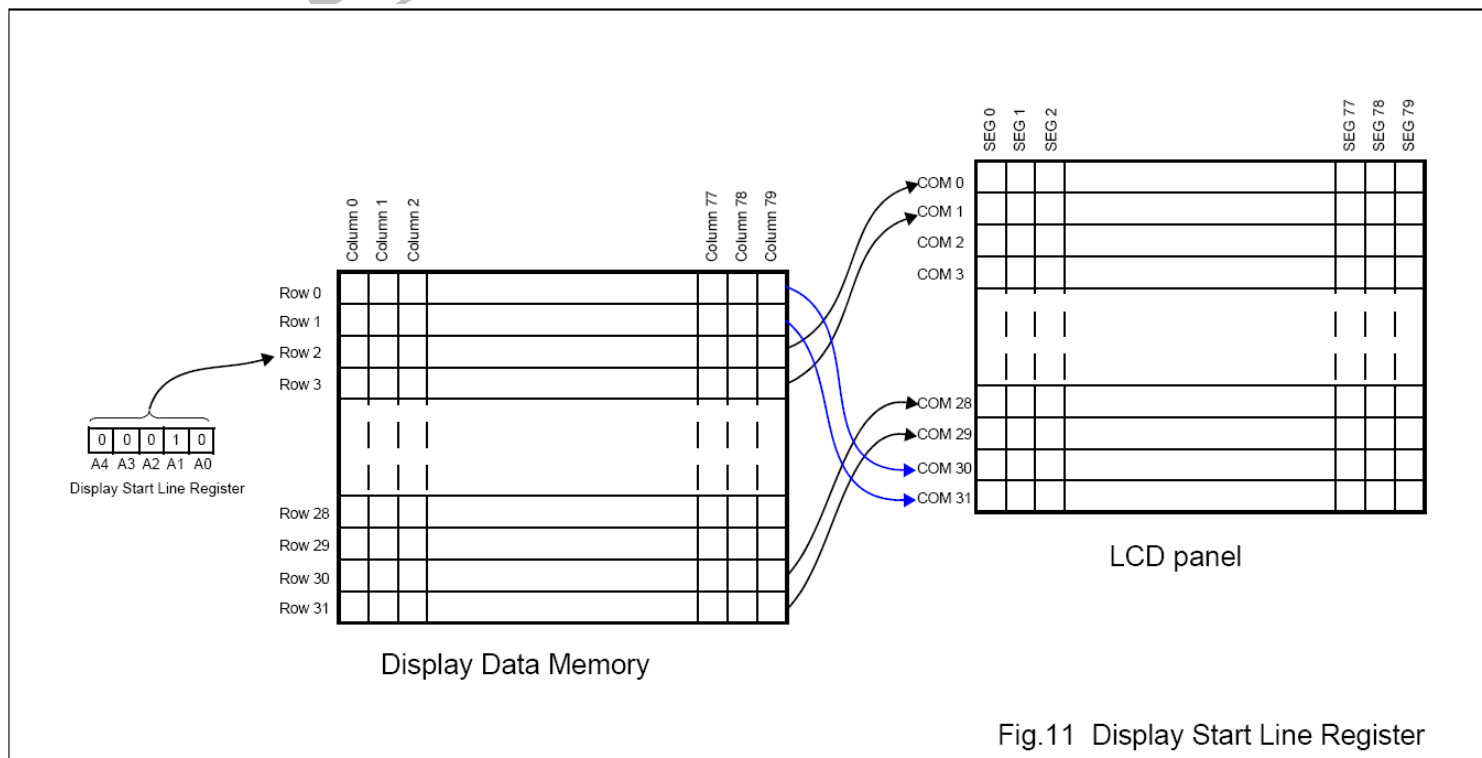 SEG 0
SEG 1
SEG 2
SEG 77
SEG 78
SEG 79
COM 0
COM 1
COM 2
COM 3
COM 28
COM 29
COM 30
COM 31
LCD panel
Column 0
Column 1
Column 2
Column 77
Column 78
Column 79
Row 0
Row 1
Row 2
Row 3
Row 28
Row 29
Row 30
Row 31
Display Data Memory
0 0 0 1 0
A4 A3 A2 A1 A0
Display Start Line Register
Fig.11 Display Start Line Register